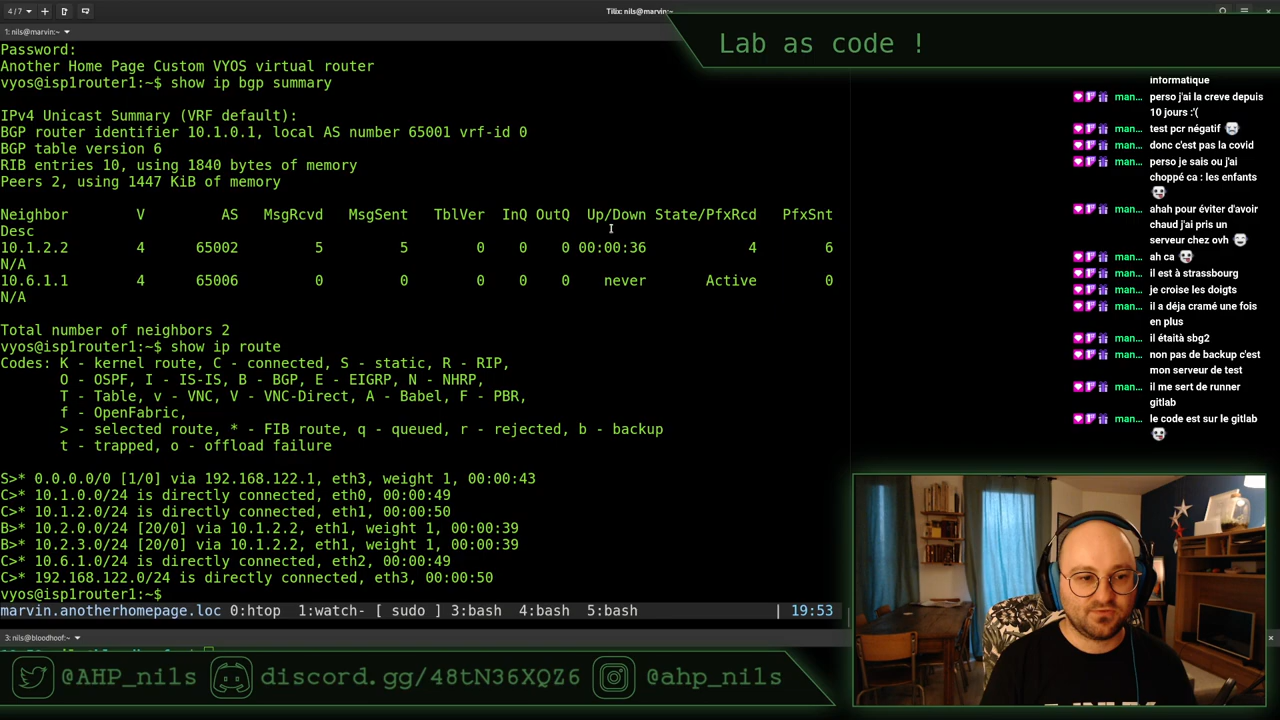 4 / 7
Tilix: nils@marvin:~
1: nils@marvin:~
Lab as code !
Password:
Another Home Page Custom VYOS virtual router
vyos@isp1router1:~$ show ip bgp summary
IPv4 Unicast Summary (VRF default):
BGP router identifier 10.1.0.1, local AS number 65001 vrf-id 0
BGP table version 6
RIB entries 10, using 1840 bytes of memory
Peers 2, using 1447 KiB of memory
Neighbor V AS MsgRcvd MsgSent TblVer InQ OutQ Up/Down State/PfxRcd PfxSnt
Desc
10.1.2.2 4 65002 5 5 0 0 0 00:00:36 4 6
N/A
10.6.1.1 4 65006 0 0 0 0 0 never Active 0
N/A
Total number of neighbors 2
vyos@isp1router1:~$ show ip route
Codes: K - kernel route, C - connected, S - static, R - RIP,
O - OSPF, I - IS-IS, B - BGP, E - EIGRP, N - NHRP,
T - Table, v - VNC, V - VNC-Direct, A - Babel, F - PBR,
f - OpenFabric,
> - selected route, * - FIB route, q - queued, r - rejected, b - backup
t - trapped, o - offload failure
S>* 0.0.0.0/0 [1/0] via 192.168.122.1, eth3, weight 1, 00:00:43
C>* 10.1.0.0/24 is directly connected, eth0, 00:00:49
C>* 10.1.2.0/24 is directly connected, eth1, 00:00:50
B>* 10.2.0.0/24 [20/0] via 10.1.2.2, eth1, weight 1, 00:00:39
B>* 10.2.3.0/24 [20/0] via 10.1.2.2, eth1, weight 1, 00:00:39
C>* 10.6.1.0/24 is directly connected, eth2, 00:00:49
C>* 192.168.122.0/24 is directly connected, eth3, 00:00:50
vyos@isp1router1:~$
marvin.anotherhomepage.loc 0:htop 1:watch- [ sudo ] 3:bash 4:bash 5:bash | 19:53
3: nils@bloodhoof:~
informatique
man... perso j'ai la creve depuis
10 jours :'(
man... test pcr négatif
man... donc c'est pas la covid
man... perso je sais ou j'ai
choppé ca : les enfants
man... ahah pour éviter d'avoir
chaud j'ai pris un
serveur chez ovh
man... ah ca
man... il est à strassbourg
man... je croise les doigts
man... il a déja cramé une fois
en plus
man... il étaità sbg2
man... non pas de backup c'est
mon serveur de test
man... il me sert de runner
gitlab
man... le code est sur le gitlab
@AHP_nils
discord.gg/48tN36XQZ6
@ahp_nils